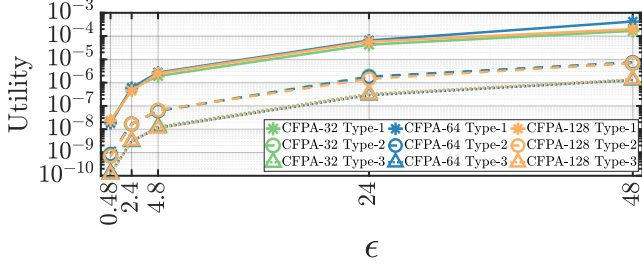 10^-3
10^-4
10^-5
10^-6
10^-7
10^-8
10^-9
10^-10
Utility
CFPA-32 Type-1 CFPA-64 Type-1 CFPA-128 Type-1
CFPA-32 Type-2 CFPA-64 Type-2 CFPA-128 Type-2
CFPA-32 Type-3 CFPA-64 Type-3 CFPA-128 Type-3
0.48 2.4 4.8 24 48
ϵ